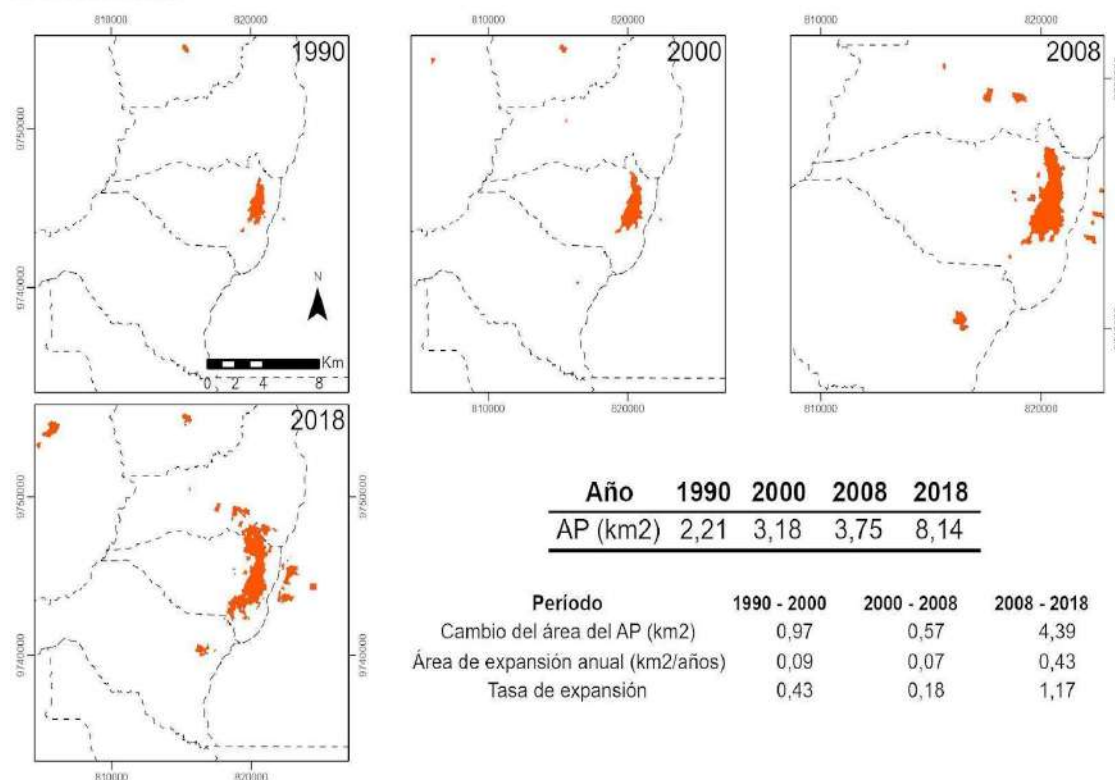 810000 820000
1990
9750000
9740000
N
Km
0 2 4 8
810000 820000
2000
810000 820000
810000 820000
2008
810000 820000
2018
9750000 9750000
9740000 9740000
810000 820000
Año 1990 2000 2008 2018
AP (km2) 2,21 3,18 3,75 8,14
Período 1990 - 2000 2000 - 2008 2008 - 2018
Cambio del área del AP (km2) 0,97 0,57 4,39
Área de expansión anual (km2/años) 0,09 0,07 0,43
Tasa de expansión 0,43 0,18 1,17